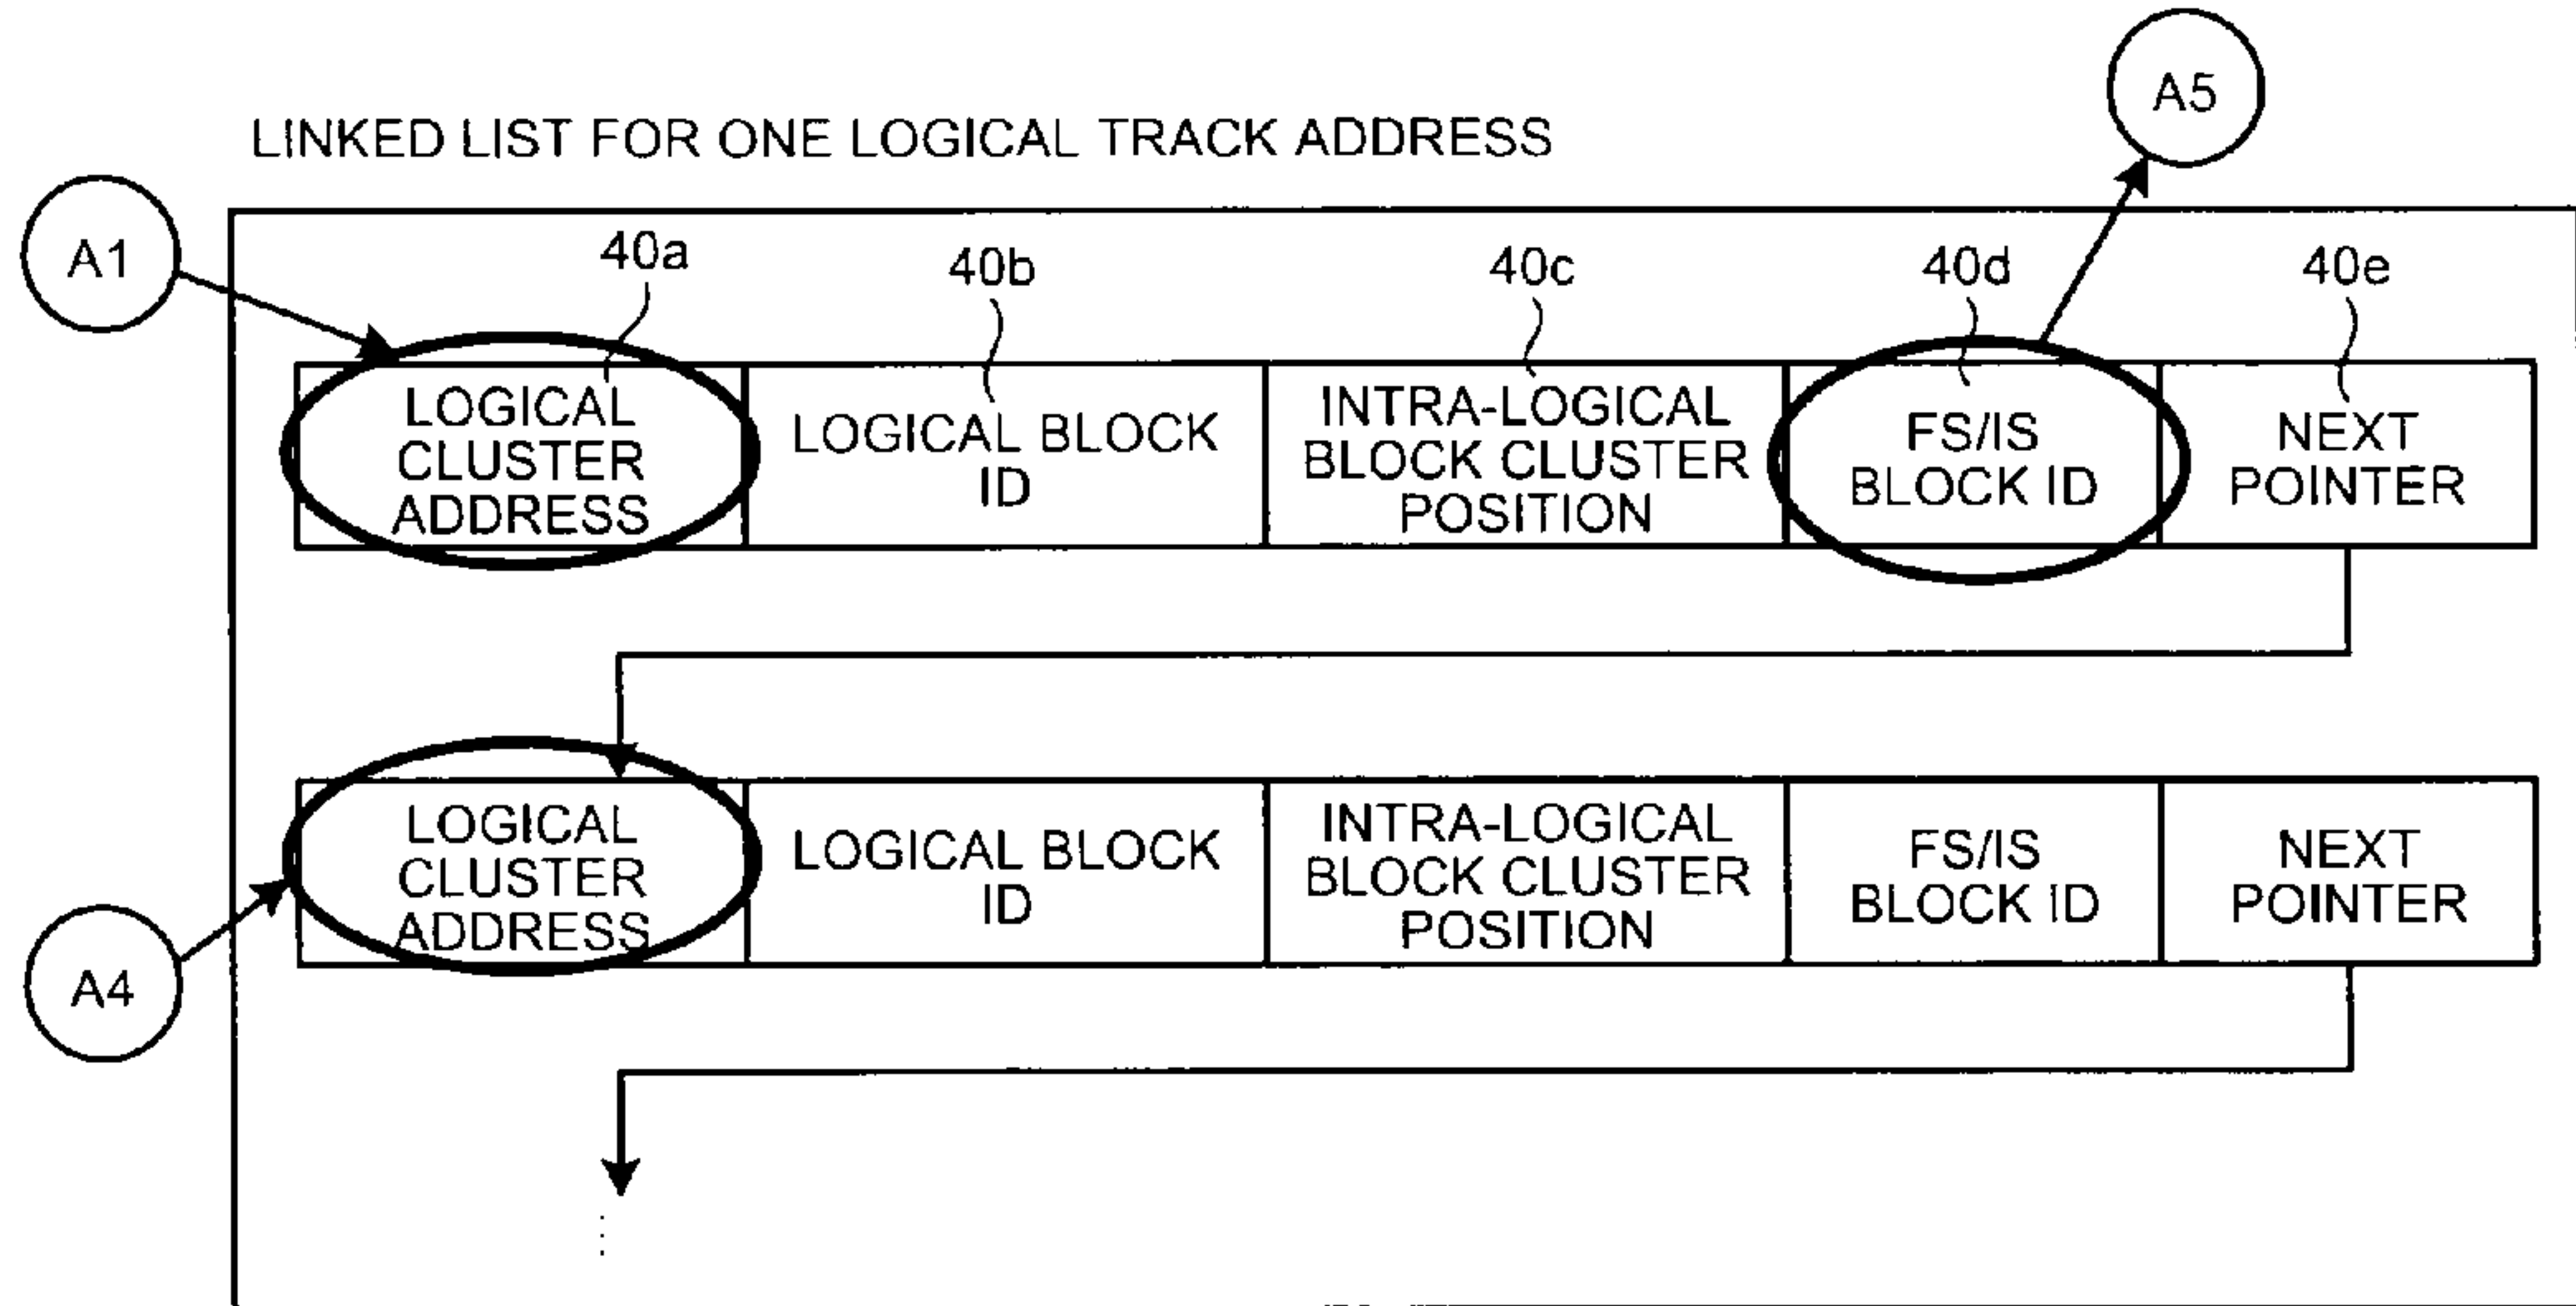 A5
LINKED LIST FOR ONE LOGICAL TRACK ADDRESS
A1
40a
40b
40c
40d
40e
LOGICAL
CLUSTER
ADDRESS
LOGICAL BLOCK
ID
INTRA-LOGICAL
BLOCK CLUSTER
POSITION
FS/IS
BLOCK ID
NEXT
POINTER
LOGICAL
CLUSTER
ADDRESS
LOGICAL BLOCK
ID
INTRA-LOGICAL
BLOCK CLUSTER
POSITION
FS/IS
BLOCK ID
NEXT
POINTER
A4